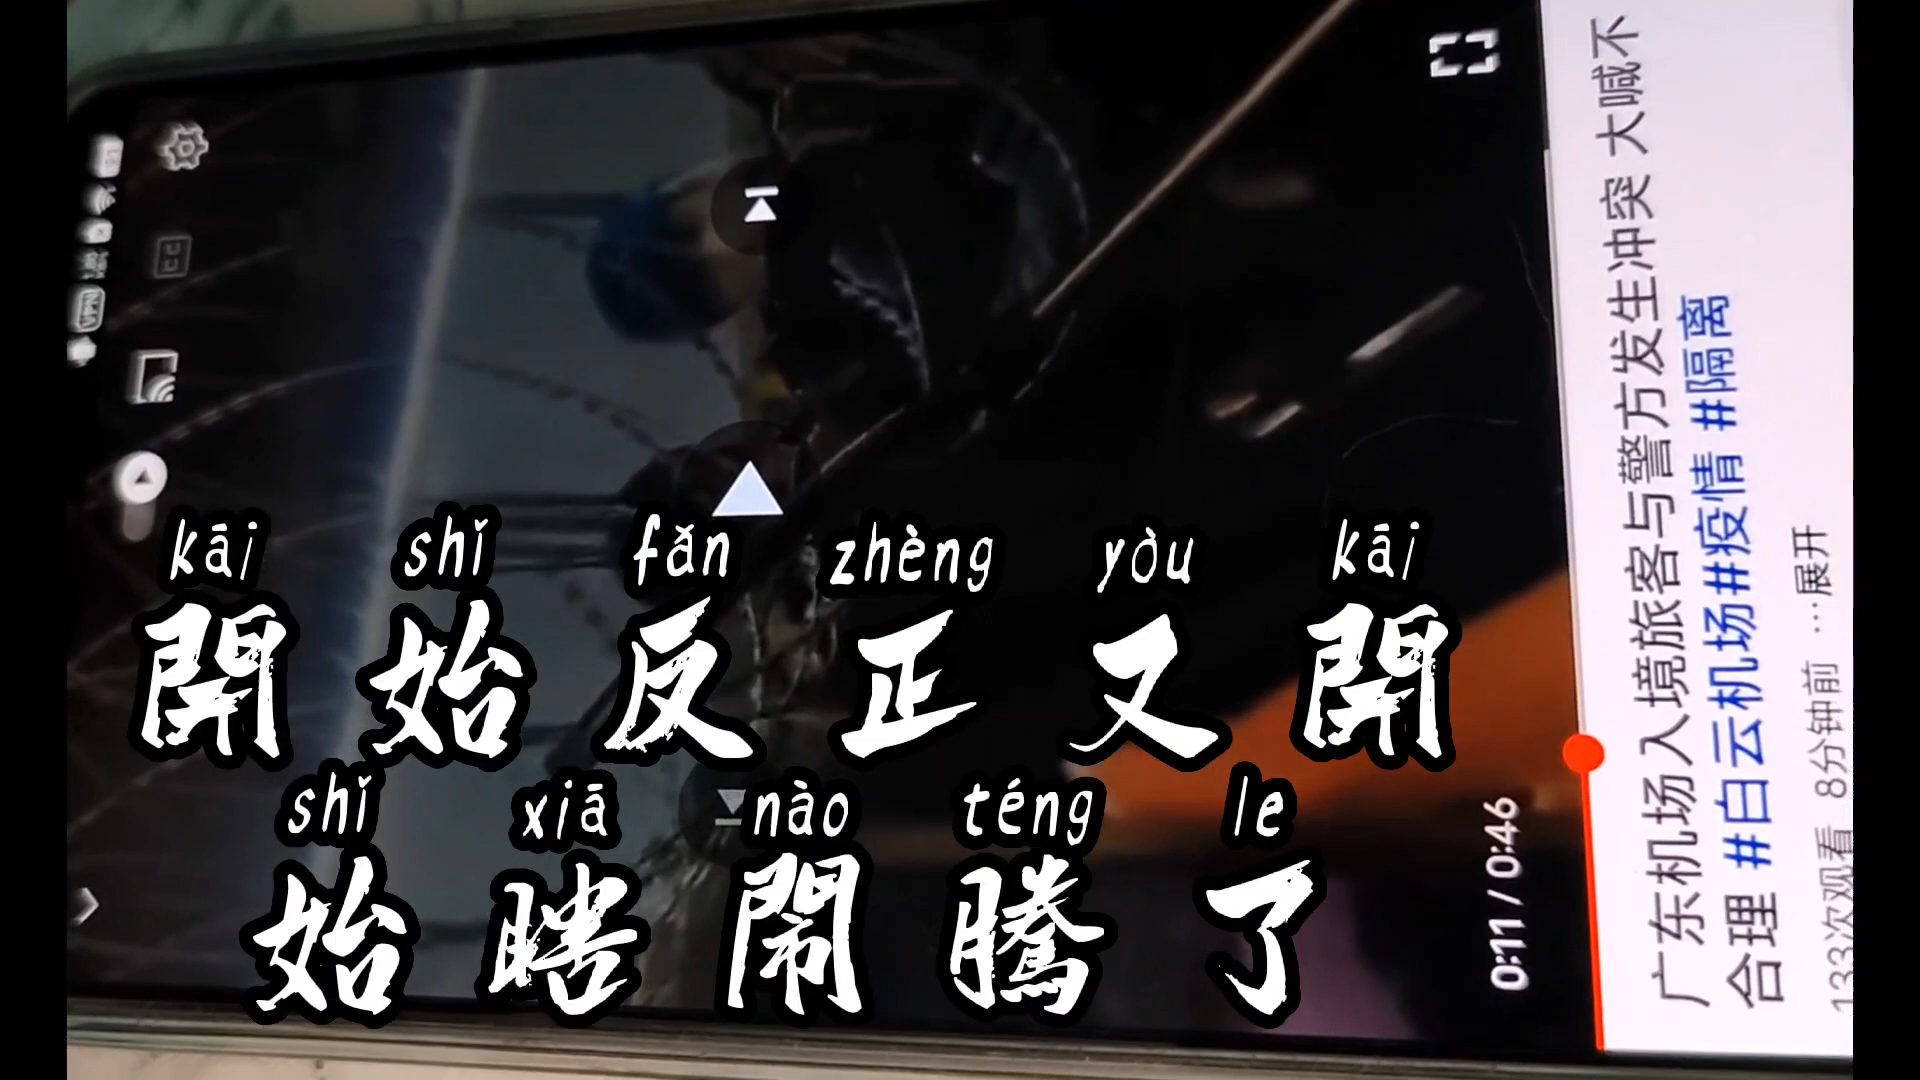 kāi shǐ fǎn zhèng yòu kāi
開始反正又開
shǐ xiā nào téng le
始瞎鬧騰了
0:11 / 0:46
广东机场入境旅客与警方发生冲突 大喊不
合理 #白云机场#疫情 #隔离
133次观看 8分钟前 …展开
CC
VPN